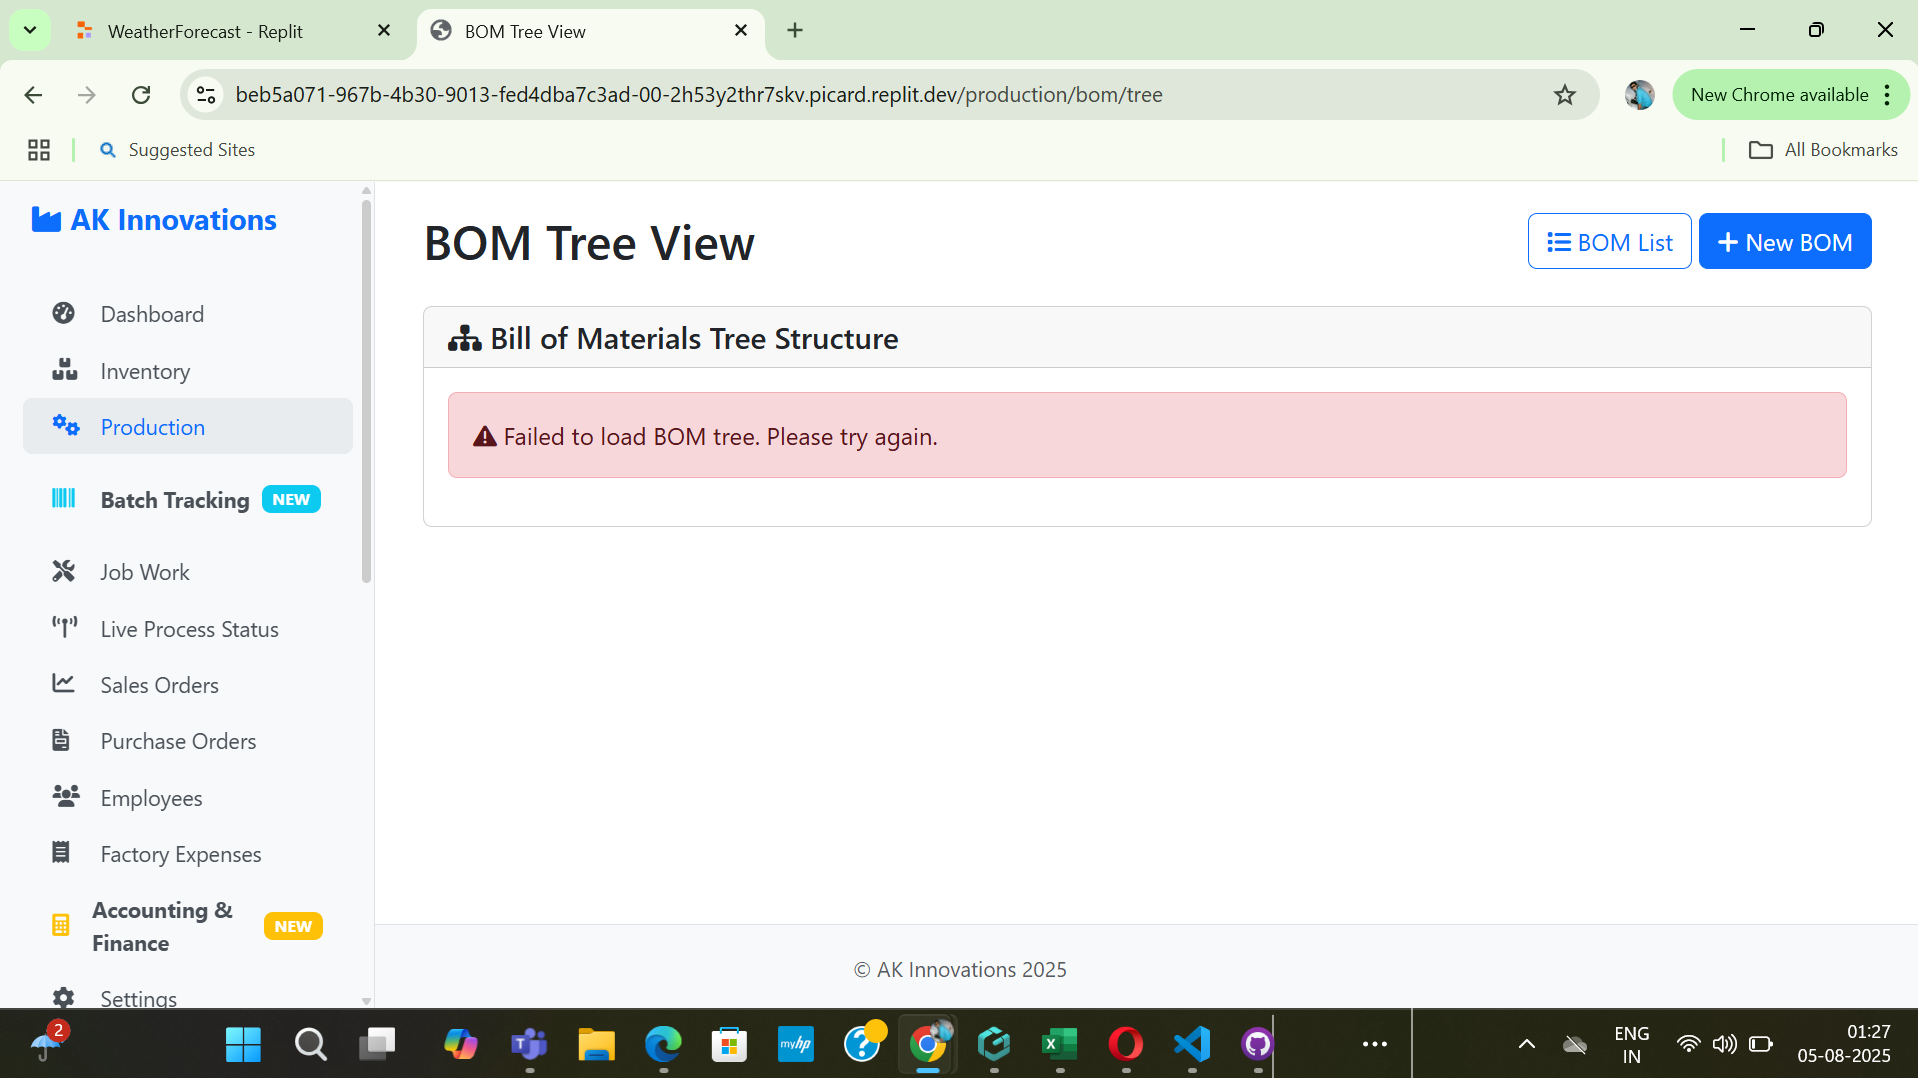 WeatherForecast - Replit
BOM Tree View
beb5a071-967b-4b30-9013-fed4dba7c3ad-00-2h53y2thr7skv.picard.replit.dev/production/bom/tree
New Chrome available
Suggested Sites
All Bookmarks
AK Innovations
Dashboard
Inventory
Production
Batch Tracking NEW
Job Work
Live Process Status
Sales Orders
Purchase Orders
Employees
Factory Expenses
Accounting &
Finance
NEW
Settings
BOM Tree View
BOM List
New BOM
Bill of Materials Tree Structure
Failed to load BOM tree. Please try again.
© AK Innovations 2025
2
myhp
ENG
IN
01:27
05-08-2025